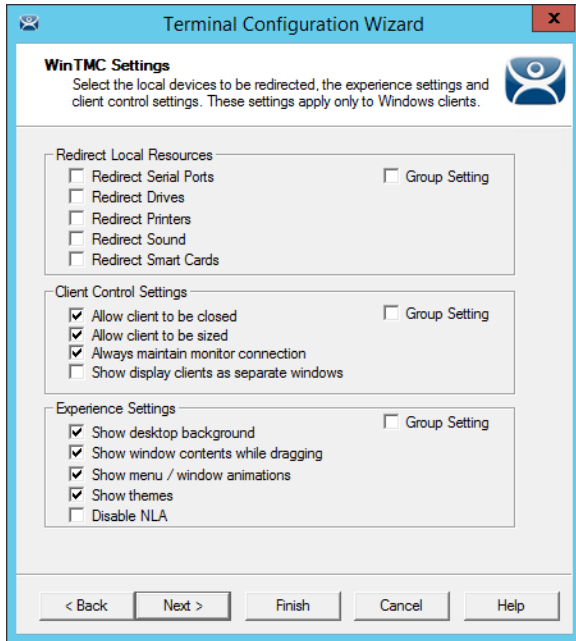 Terminal Configuration Wizard
x
WinTMC Settings
Select the local devices to be redirected, the experience settings and
client control settings. These settings apply only to Windows clients.
Redirect Local Resources
Redirect Serial Ports
Group Setting
Redirect Drives
Redirect Printers
Redirect Sound
Redirect Smart Cards
Client Control Settings
Allow client to be closed
Group Setting
Allow client to be sized
Always maintain monitor connection
Show display clients as separate windows
Experience Settings
Group Setting
Show desktop background
Show window contents while dragging
Show menu / window animations
Show themes
Disable NLA
< Back Next > Finish Cancel Help